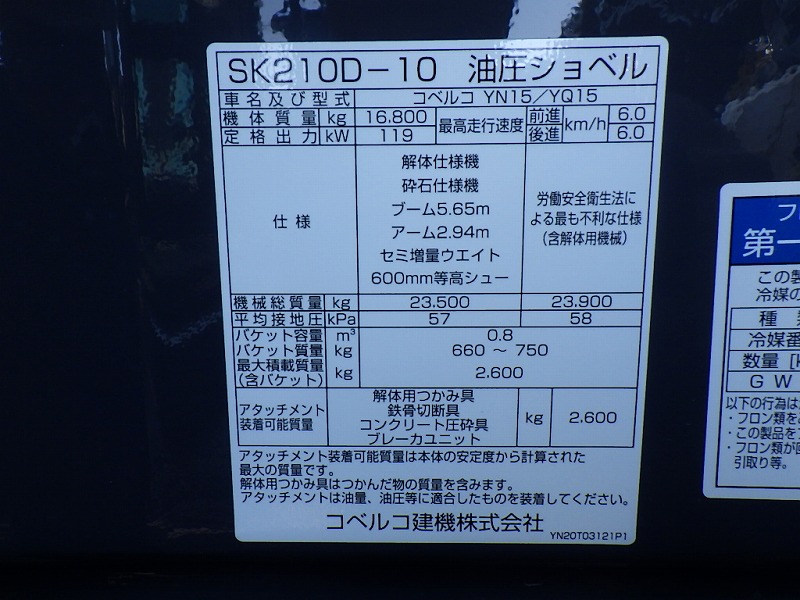 SK210D-10 油圧ショベル
車名及び型式 コベルコ YN15/YQ15
機体質量 kg 16.800 最高走行速度 前進 km/h 6.0
定格出力 kW 119 後進 6.0
仕様
解体仕様機
砕石仕様機
ブーム5.65m
アーム2.94m
セミ増量ウエイト
600mm等高シュー
労働安全衛生法に
よる最も不利な仕様
(含解体用機械)
機械総質量 kg 23.500 23.900
平均接地圧 kPa 57 58
バケット容量 m³ 0.8
バケット質量 kg 660 ~ 750
最大積載質量
(含バケット) kg 2.600
アタッチメント
装着可能質量
解体用つかみ具
鉄骨切断具
コンクリート圧砕具
ブレーカユニット
kg 2.600
アタッチメント装着可能質量は本体の安定度から計算された
最大の質量です。
解体用つかみ具はつかんだ物の質量を含みます。
アタッチメントは油量、油圧等に適合したものを装着してください。
コベルコ建機株式会社
YN20T03121P1
フロ
第一
この製
冷媒の
種
冷媒番
数量
GW
以下の行為は
・フロン類を
・この製品を
・フロン類が
引取り等。